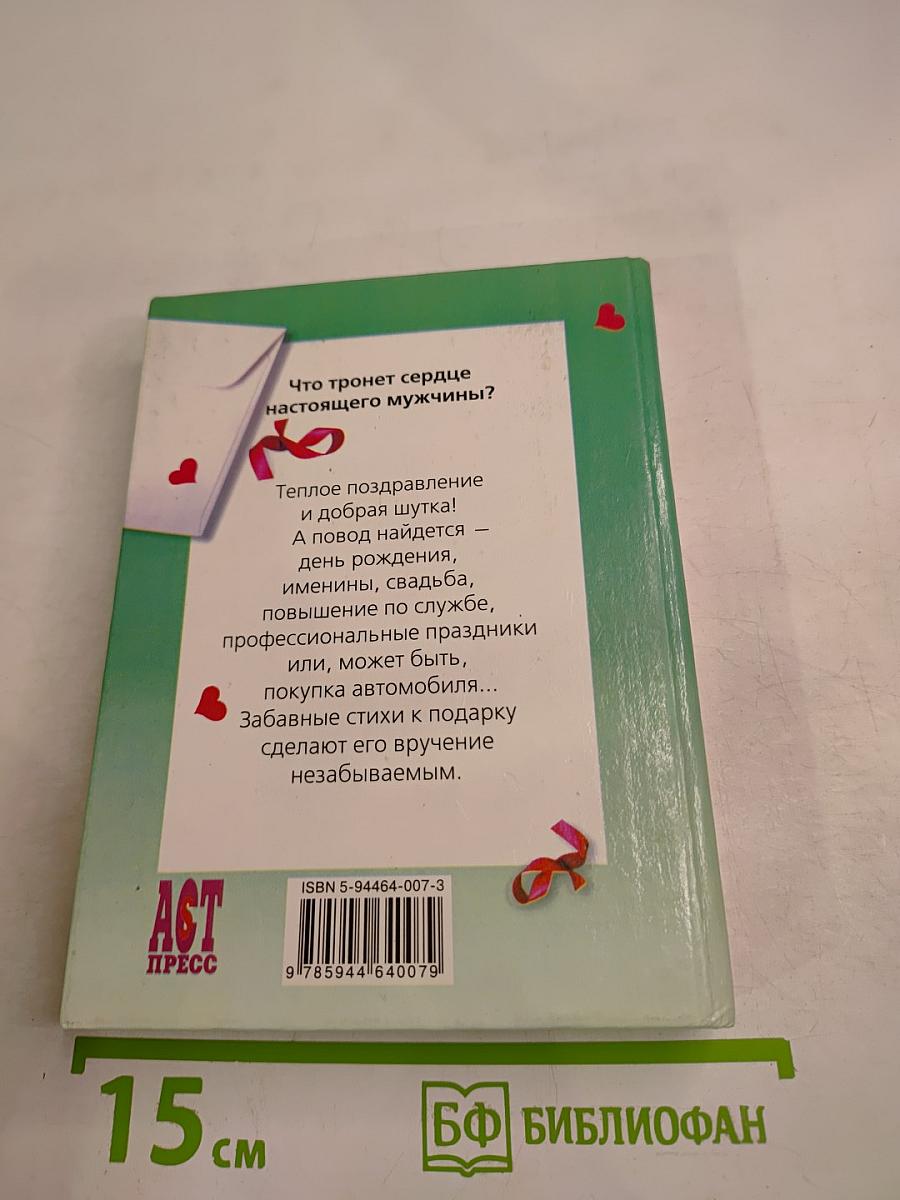 Что тронет сердце
настоящего мужчины?
Теплое поздравление
и добрая шутка!
А повод найдется —
день рождения,
именины, свадьба,
повышение по службе,
профессиональные праздники
или, может быть,
покупка автомобиля...
Забавные стихи к подарку
сделают его вручение
незабываемым.
АСТ
ПРЕСС
ISBN 5-94464-007-3
9 785944 640079
15 см
БФ БИБЛИОФАН